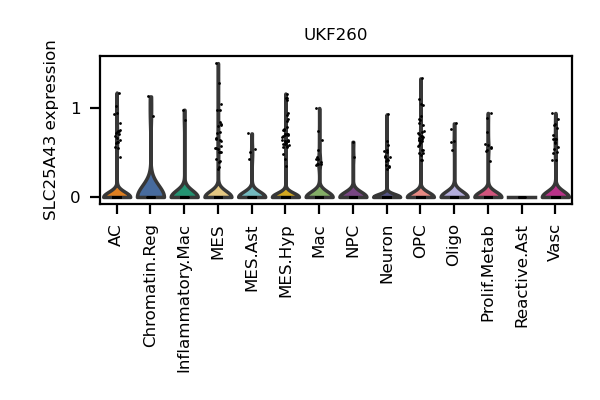 UKF260
SLC25A43 expression
1
0
AC
Chromatin.Reg
Inflammatory.Mac
MES
MES.Ast
MES.Hyp
Mac
NPC
Neuron
OPC
Oligo
Prolif.Metab
Reactive.Ast
Vasc